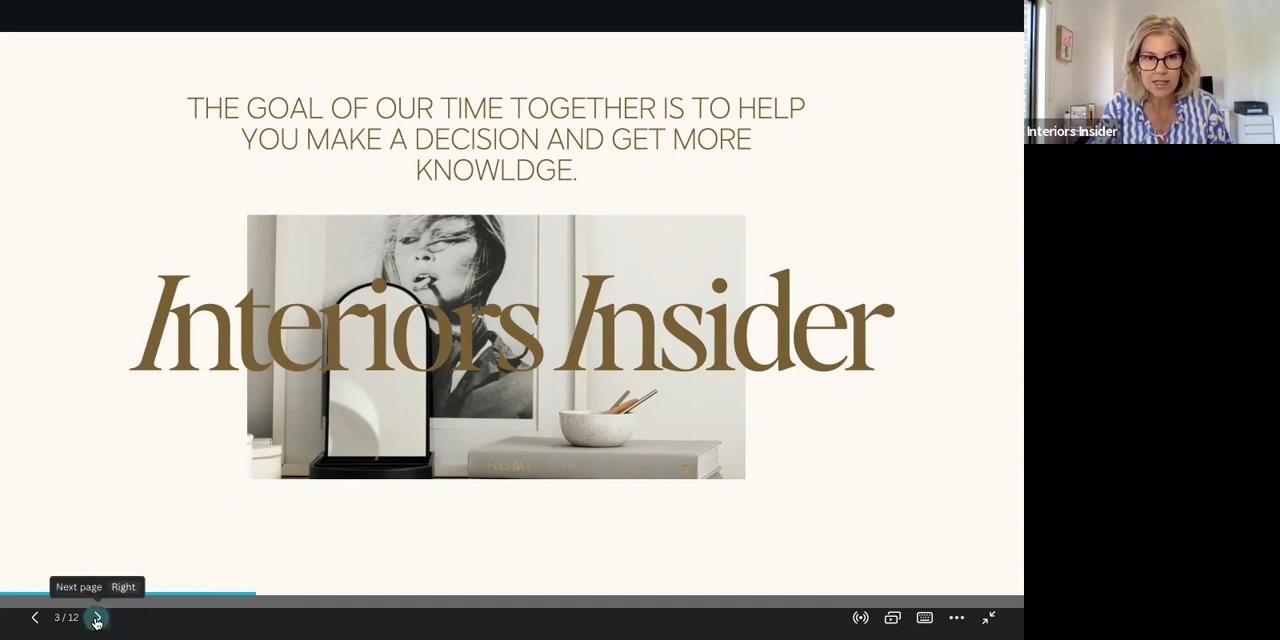 THE GOAL OF OUR TIME TOGETHER IS TO HELP
YOU MAKE A DECISION AND GET MORE
KNOWLDGE.
Interiors Insider
HOME
Next page Right
3 / 12
Interiors Insider